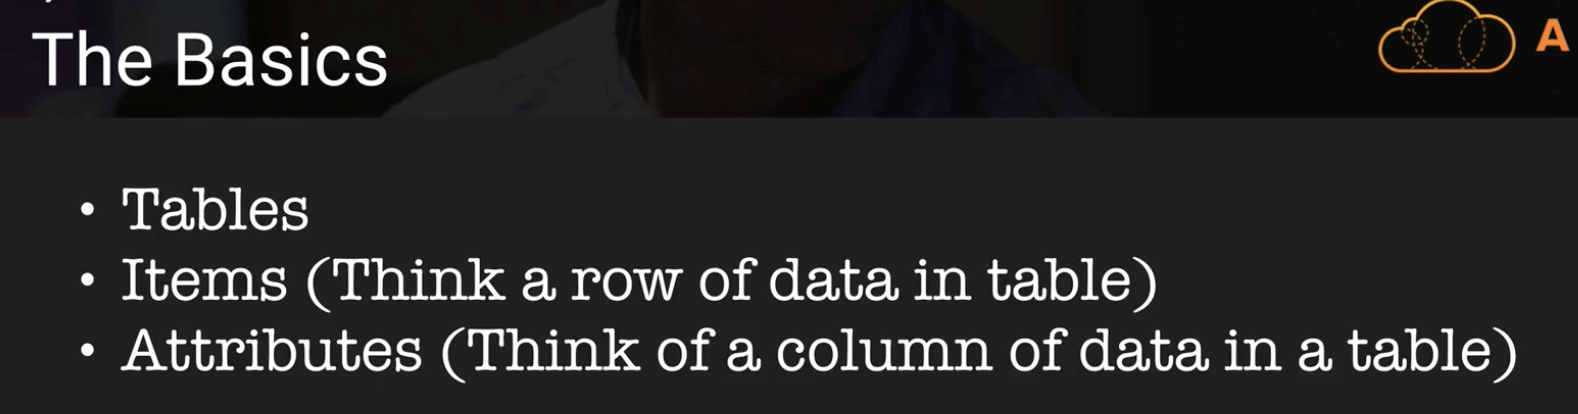 The Basics
A
• Tables
• Items (Think a row of data in table)
• Attributes (Think of a column of data in a table)